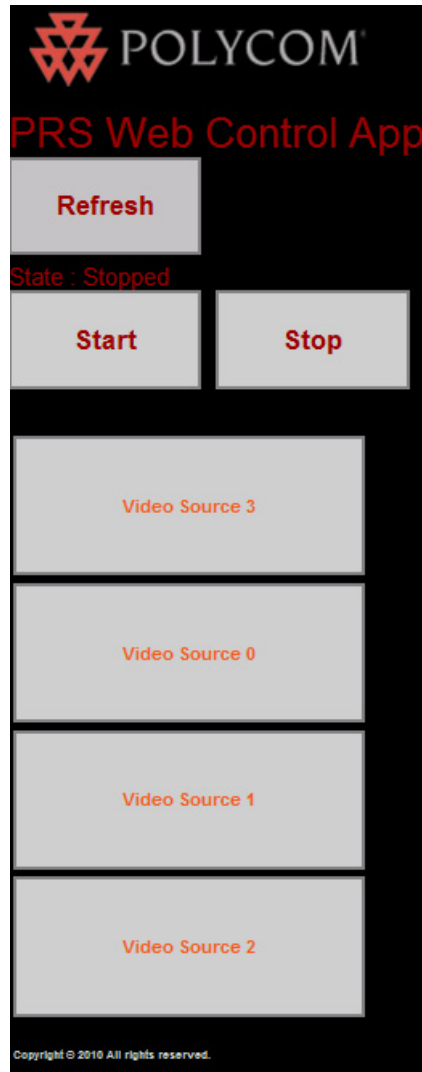 POLYCOM
PRS Web Control App
Refresh
State : Stopped
Start Stop
Video Source 3
Video Source 0
Video Source 1
Video Source 2
Copyright © 2010 All rights reserved.